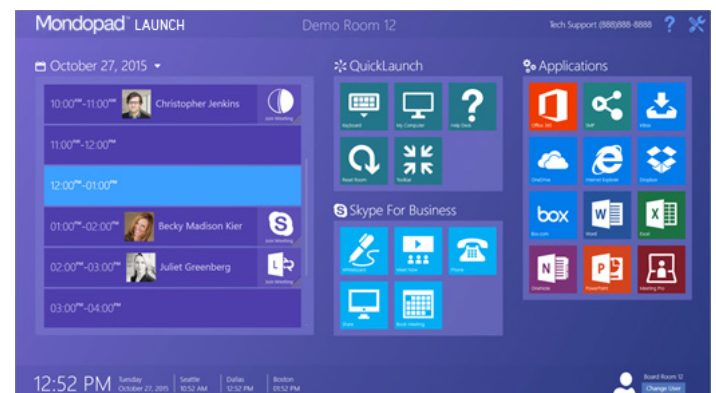 Mondopad™ LAUNCH
Demo Room 12
Tech Support (888)888-8888 ?
October 27, 2015
10:00AM-11:00AM Christopher Jenkins
Join Meeting
11:00AM-12:00PM
12:00PM-01:00PM
01:00PM-02:00PM Becky Madison Kier
Join Meeting
02:00PM-03:00PM Juliet Greenberg
Join Meeting
03:00PM-04:00PM
QuickLaunch
Keyboard
My Computer
?
Help Desk
Reset Room
Toolbar
S Skype For Business
Whiteboard
Meet Now
Phone
Share
Book Meeting
Applications
Office 365
Inbox
OneDrive
Internet Explorer
Dropbox
box
Box.com
W
Word
X
Excel
N
OneNote
P
PowerPoint
Meeting Pro
12:52 PM
Tuesday
October 27, 2015
Seattle
10:52 AM
Dallas
12:52 PM
Boston
01:52 PM
Board Room 12
Change User